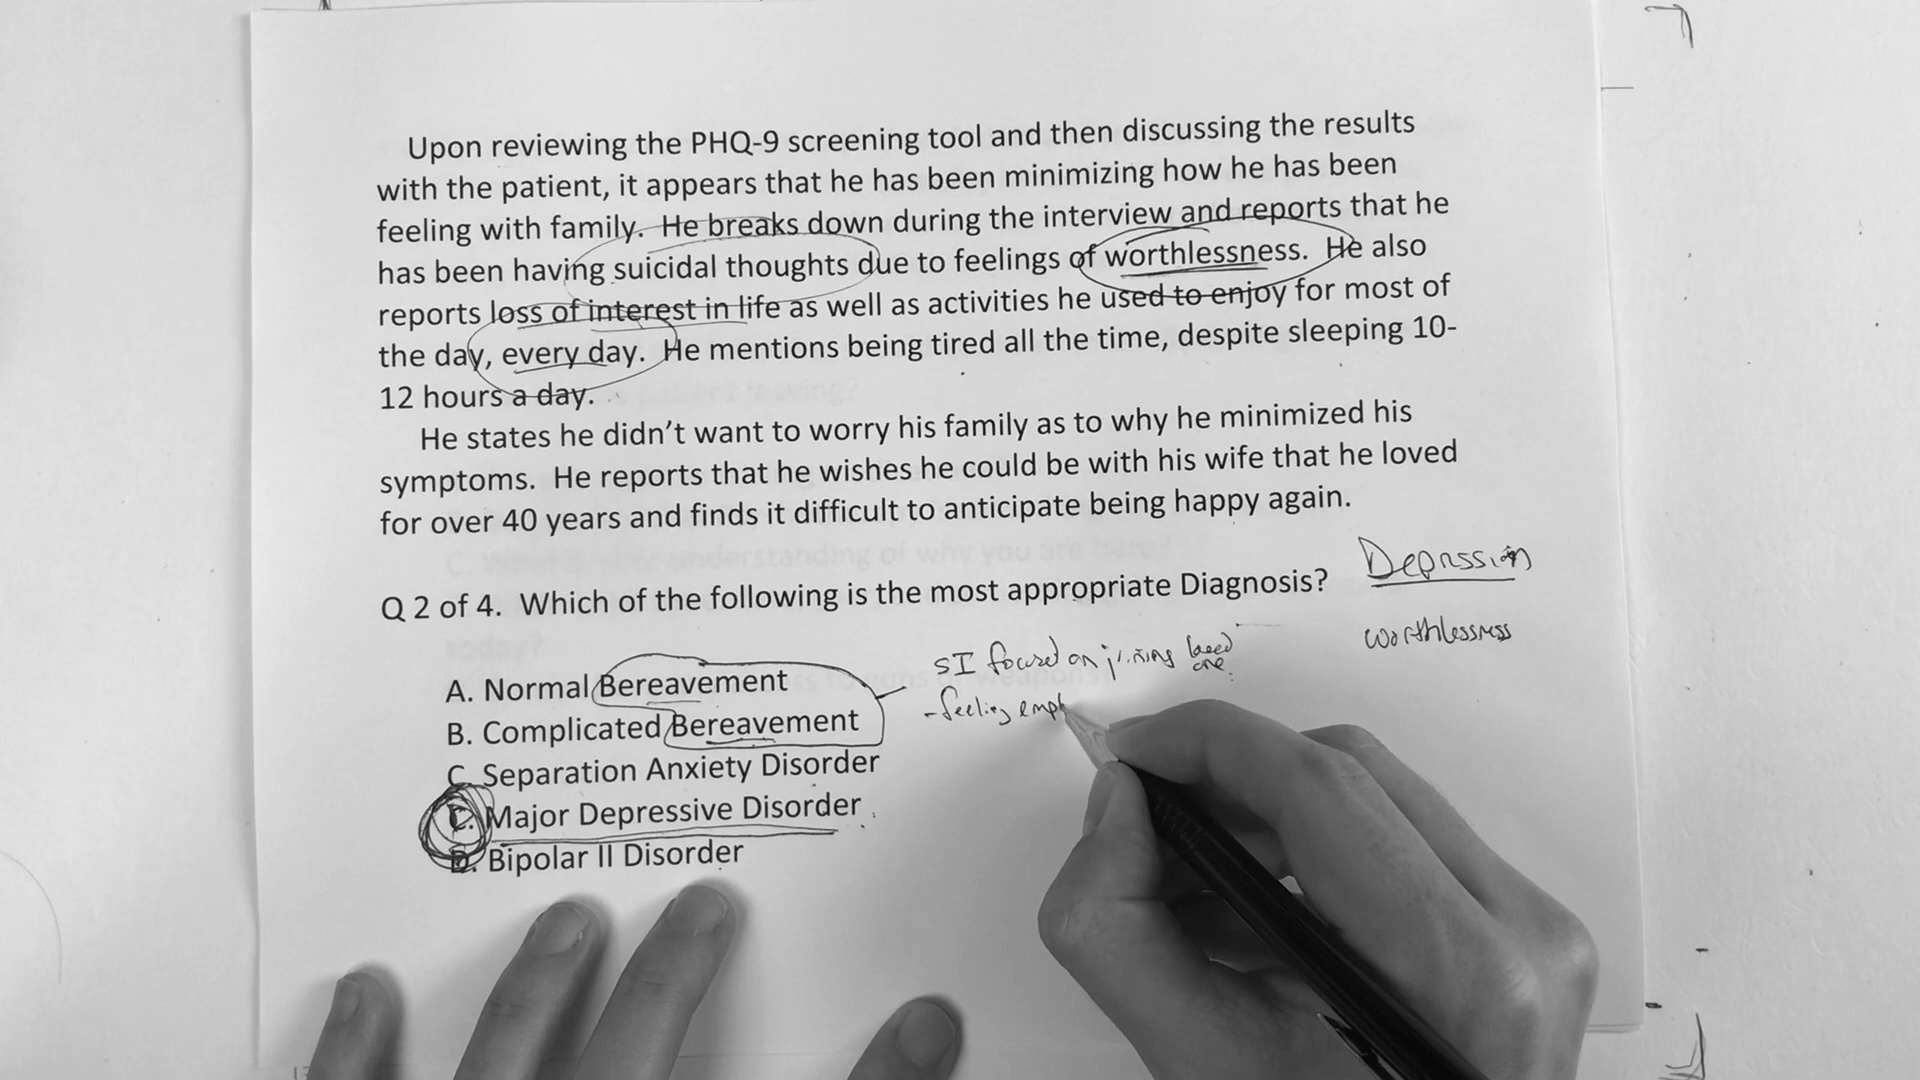 Upon reviewing the PHQ-9 screening tool and then discussing the results
with the patient, it appears that he has been minimizing how he has been
feeling with family. He breaks down during the interview and reports that he
has been having suicidal thoughts due to feelings of worthlessness. He also
reports loss of interest in life as well as activities he used to enjoy for most of
the day, every day. He mentions being tired all the time, despite sleeping 10-
12 hours a day.
He states he didn't want to worry his family as to why he minimized his
symptoms. He reports that he wishes he could be with his wife that he loved
for over 40 years and finds it difficult to anticipate being happy again.
Depression
Q 2 of 4. Which of the following is the most appropriate Diagnosis?
worthlessness
SI focused on joining loved
one
A. Normal Bereavement
- feeling empt
B. Complicated Bereavement
C. Separation Anxiety Disorder
C. Major Depressive Disorder
D. Bipolar II Disorder